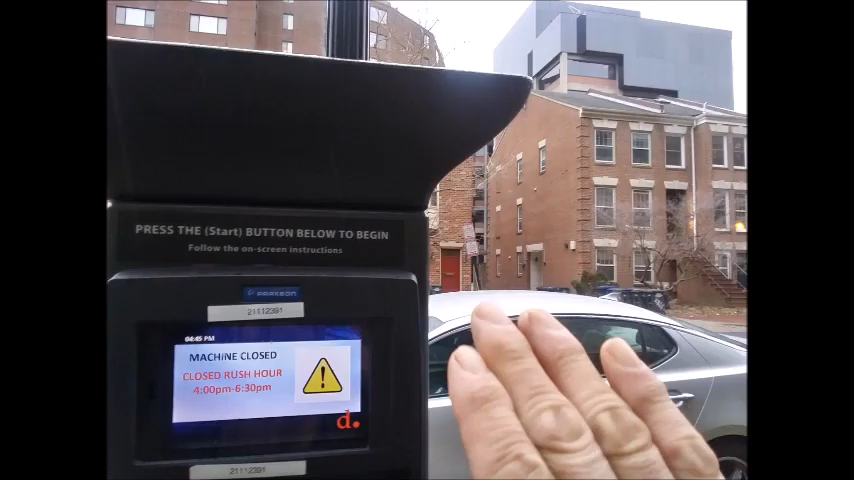 PRESS THE (Start) BUTTON BELOW TO BEGIN
Follow the on-screen instructions
PARKEON
21112391
04:45 PM
MACHINE CLOSED
CLOSED RUSH HOUR
4:00pm-6:30pm
d.
21112391